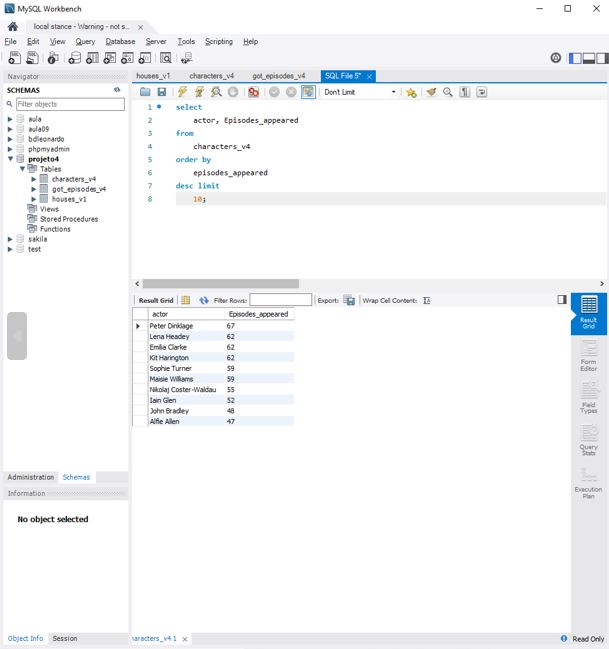 MySQL Workbench
local stance - Warning - not s...
File Edit View Query Database Server Tools Scripting Help
Navigator
SCHEMAS
Filter objects
aula
aula09
bdleonardo
phpmyadmin
projeto4
Tables
characters_v4
got_episodes_v4
houses_v1
Views
Stored Procedures
Functions
sakila
test
Administration Schemas
Information
No object selected
Object Info Session
houses_v1 characters_v4 got_episodes_v4 SQL File 5*
Don't Limit
1 select
2 actor, Episodes_appeared
3 from
4 characters_v4
5 order by
6 episodes_appeared
7 desc limit
8 10;
Result Grid Filter Rows: Export: Wrap Cell Content: IA
actor Episodes_appeared
Peter Dinklage 67
Lena Headey 62
Emilia Clarke 62
Kit Harington 62
Sophie Turner 59
Maisie Williams 59
Nikolaj Coster-Waldau 55
Iain Glen 52
John Bradley 48
Alfie Allen 47
Result
Grid
Form
Editor
Field
Types
Query
Stats
Execution
Plan
haracters_v4 1
Read Only